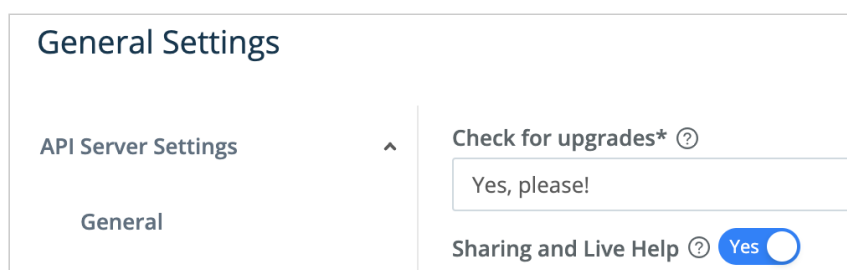 General Settings
API Server Settings
General
Check for upgrades*
Yes, please!
Sharing and Live Help Yes